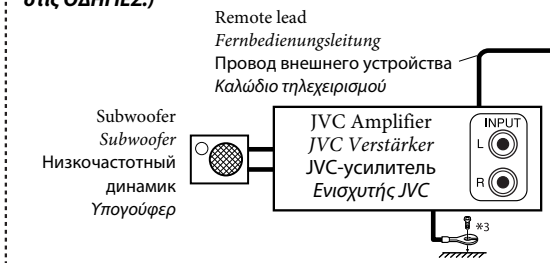 στις ΟΔΗΓΙΕΣ.)
Remote lead
Fernbedienungsleitung
Провод внешнего устройства
Καλώδιο τηλεχειρισμού
Subwoofer
Subwoofer
Низкочастотный
динамик
Υπογούφερ
JVC Amplifier
JVC Verstärker
JVC-усилитель
Ενισχυτής JVC
INPUT
L
R
*3